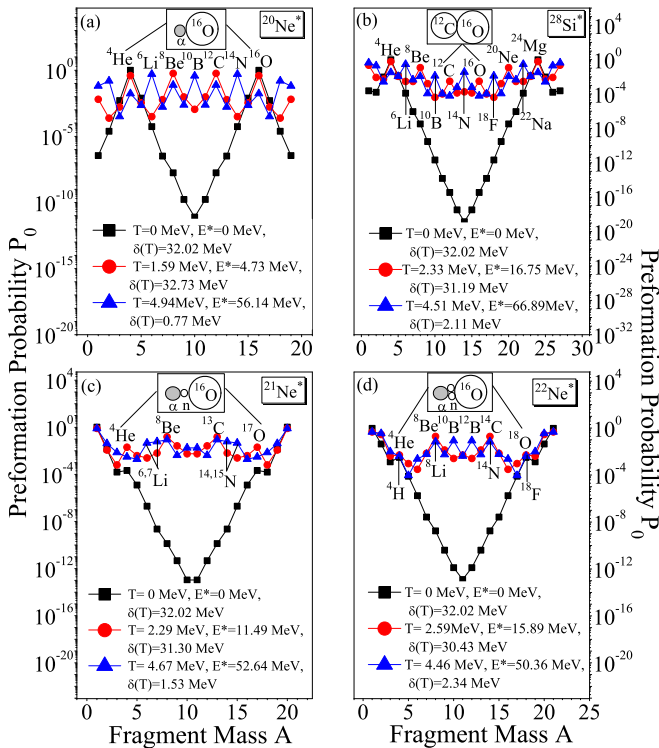 Preformation Probability P0
Preformation Probability P0
(a)
16O
α
20Ne*
4He
6Li
8Be
10B
12C
14N
16O
10^0
10^-5
10^-10
10^-15
10^-20
T=0 MeV, E*=0 MeV,
δ(T)=32.02 MeV
T=1.59 MeV, E*=4.73 MeV,
δ(T)=32.73 MeV
T=4.94MeV, E*=56.14 MeV,
δ(T)=0.77 MeV
0 5 10 15 20
(b)
12C 16O
28Si*
4He
8Be
12C
16O
20Ne
24Mg
6Li
10B
14N
18F
22Na
10^4
10^0
10^-4
10^-8
10^-12
10^-16
10^-20
10^-24
10^-28
10^-32
T=0 MeV, E*=0 MeV,
δ(T)=32.02 MeV
T=2.33 MeV, E*=16.75 MeV,
δ(T)=31.19 MeV
T=4.51 MeV, E*=66.89MeV,
δ(T)=2.11 MeV
0 5 10 15 20 25 30
(c)
16O
α n
21Ne*
4He
8Be
13C
17O
6,7Li
14,15N
10^4
10^0
10^-4
10^-8
10^-12
10^-16
10^-20
T= 0 MeV, E*=0 MeV,
δ(T)=32.02 MeV
T= 2.29 MeV, E*=11.49 MeV,
δ(T)=31.30 MeV
T= 4.67 MeV, E*=52.64 MeV,
δ(T)=1.53 MeV
0 5 10 15 20
Fragment Mass A
(d)
16O
α n
22Ne*
4He
8Be
10B
12B
14C
18O
4H
8Li
14N
18F
10^4
10^0
10^-4
10^-8
10^-12
10^-16
10^-20
T= 0 MeV, E*=0 MeV,
δ(T)=32.02 MeV
T= 2.59MeV, E*=15.89 MeV,
δ(T)=30.43 MeV
T= 4.46 MeV, E*=50.36 MeV,
δ(T)=2.34 MeV
0 5 10 15 20 25
Fragment Mass A